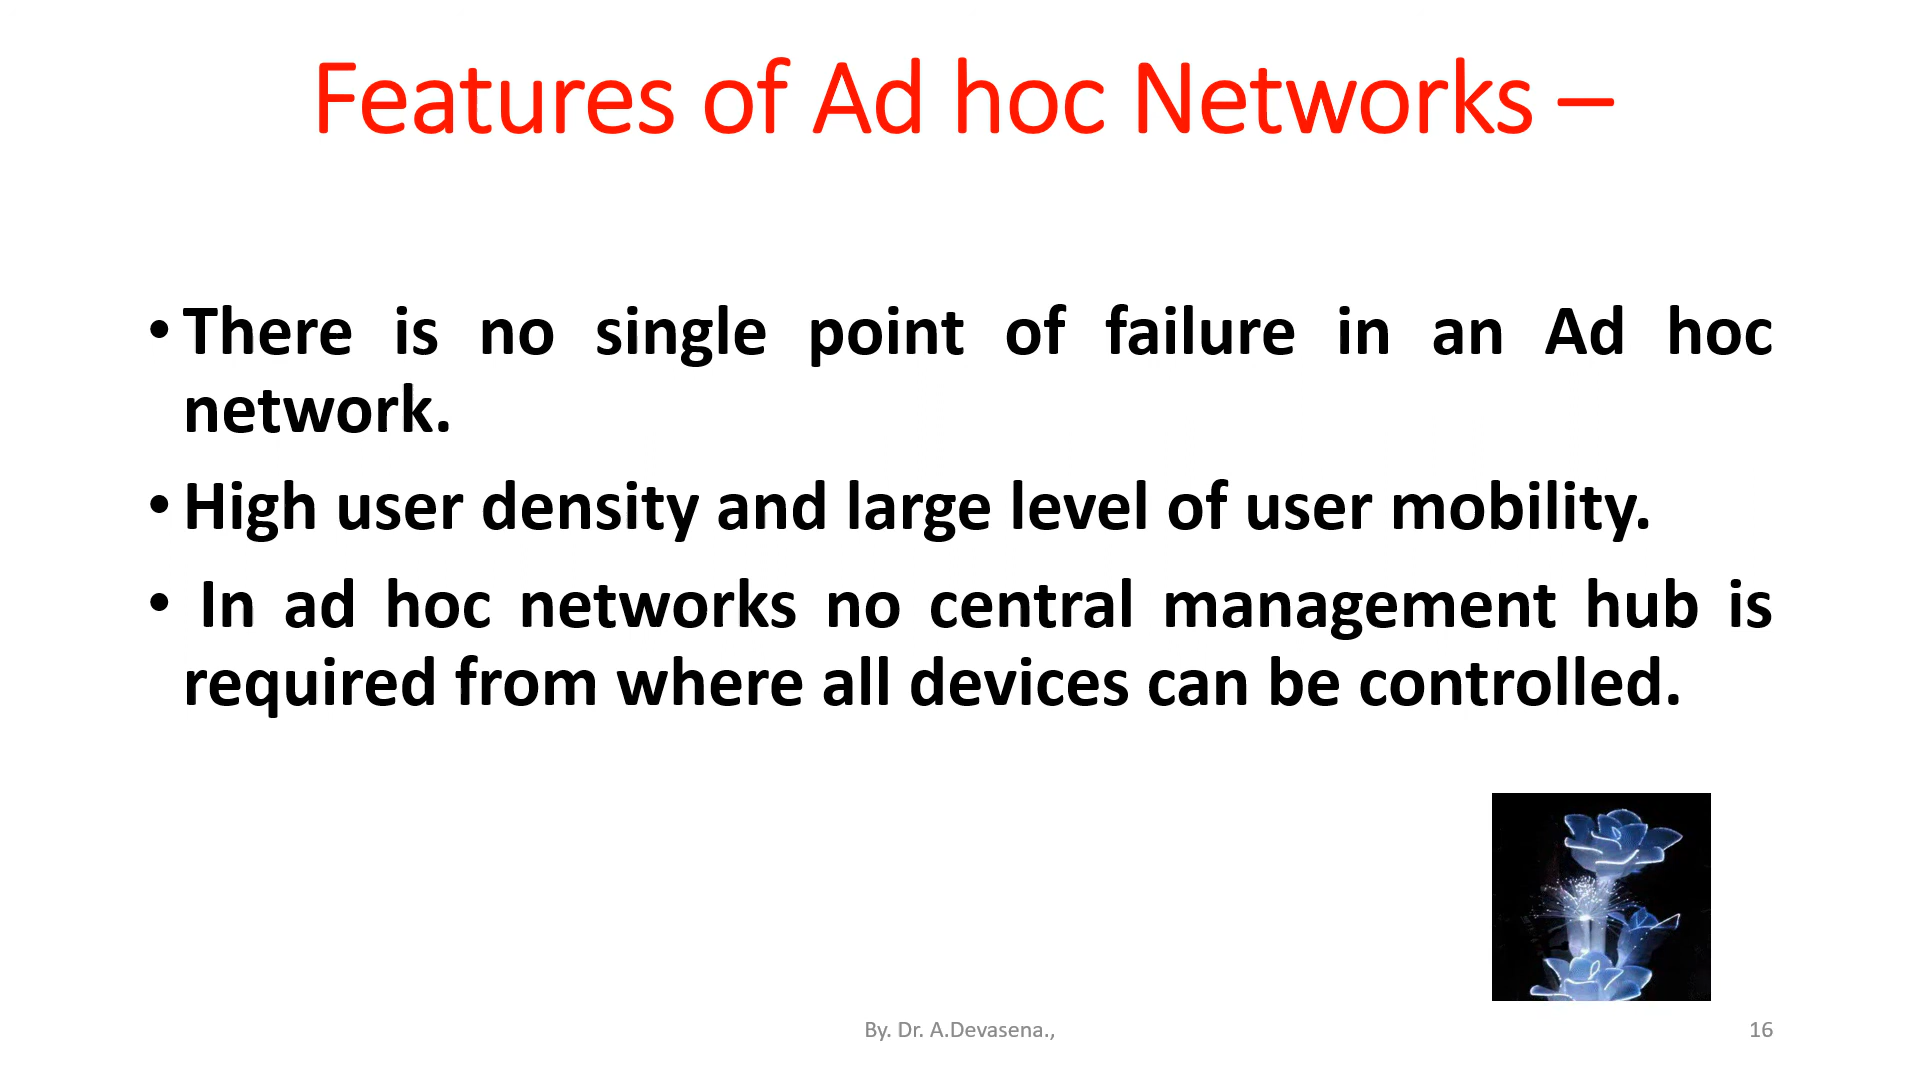 Features of Ad hoc Networks –
• There is no single point of failure in an Ad hoc
network.
• High user density and large level of user mobility.
• In ad hoc networks no central management hub is
required from where all devices can be controlled.
By. Dr. A.Devasena.,
16